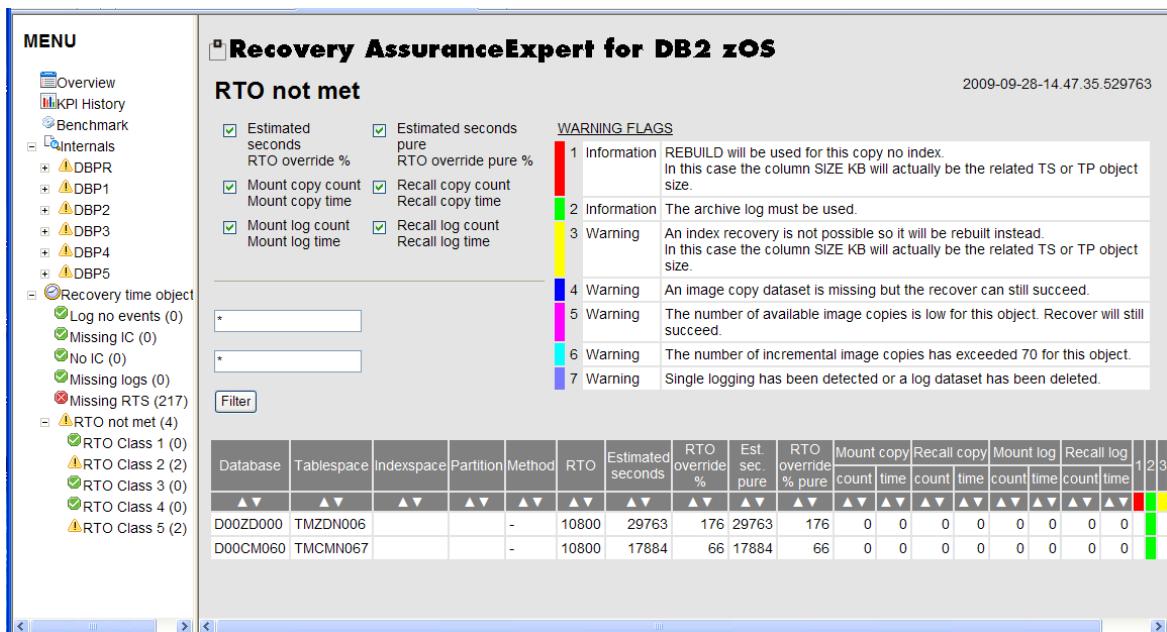 MENU
Overview
KPI History
Benchmark
Internals
DBPR
DBP1
DBP2
DBP3
DBP4
DBP5
Recovery time object
Log no events (0)
Missing IC (0)
No IC (0)
Missing logs (0)
Missing RTS (217)
RTO not met (4)
RTO Class 1 (0)
RTO Class 2 (2)
RTO Class 3 (0)
RTO Class 4 (0)
RTO Class 5 (2)
Recovery AssuranceExpert for DB2 zOS
RTO not met
2009-09-28-14.47.35.529763
Estimated
seconds
RTO override %
Estimated seconds
pure
RTO override pure %
Mount copy count
Mount copy time
Recall copy count
Recall copy time
Mount log count
Mount log time
Recall log count
Recall log time
*
*
Filter
WARNING FLAGS
1 Information REBUILD will be used for this copy no index.
In this case the column SIZE KB will actually be the related TS or TP object
size.
2 Information The archive log must be used.
3 Warning An index recovery is not possible so it will be rebuilt instead.
In this case the column SIZE KB will actually be the related TS or TP object
size.
4 Warning An image copy dataset is missing but the recover can still succeed.
5 Warning The number of available image copies is low for this object. Recover will still
succeed.
6 Warning The number of incremental image copies has exceeded 70 for this object.
7 Warning Single logging has been detected or a log dataset has been deleted.
Database Tablespace Indexspace Partition Method RTO Estimated seconds RTO override % Est. sec. pure RTO override % pure Mount copy Recall copy Mount log Recall log 1 2 3
count time count time count time count time
D00ZD000 TMZDN006 - 10800 29763 176 29763 176 0 0 0 0 0 0 0 0
D00CM060 TMCMN067 - 10800 17884 66 17884 66 0 0 0 0 0 0 0 0